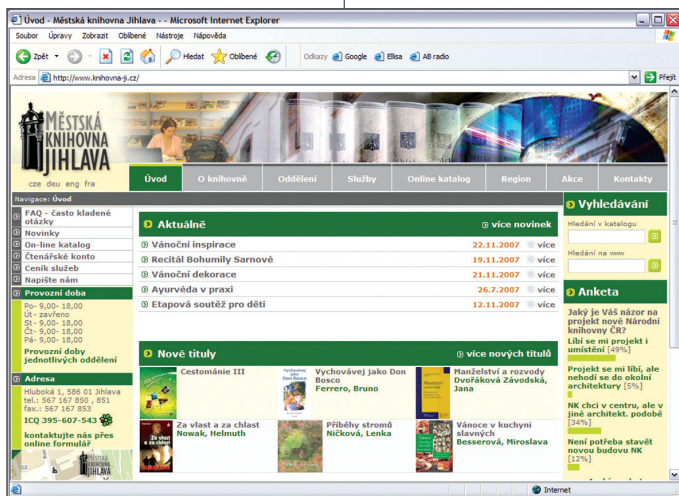 Úvod - Městská knihovna Jihlava - - Microsoft Internet Explorer
Soubor Úpravy Zobrazit Oblíbené Nástroje Nápověda
Zpět Hledat Oblíbené Odkazy Google Ellisa AB radio
Adresa http://www.knihovna-ji.cz/ Přejít
MĚSTSKÁ
KNIHOVNA
JIHLAVA
cze deu eng fra
Úvod O knihovně Oddělení Služby Online katalog Region Akce Kontakty
Navigace: Úvod
FAQ - často kladené
otázky
Novinky
On-line katalog
Čtenářské konto
Ceník služeb
Napište nám
Provozní doba
Po- 9,00- 18,00
Út- zavřeno
St- 9,00- 18,00
Čt- 9,00- 18,00
Pá- 9,00- 18,00
Provozní doby
jednotlivých oddělení
Adresa
Hluboká 1, 586 01 Jihlava
tel.: 567 167 850 , 851
fax.: 567 167 853
ICQ 395-607-543
kontaktujte nás přes
online formulář
MĚSTSKÁ
KNIHOVNA
JIHLAVA
Aktuálně více novinek
Vánoční inspirace 22.11.2007 více
Recitál Bohumily Sarnové 19.11.2007 více
Vánoční dekorace 21.11.2007 více
Ayurvéda v praxi 26.7.2007 více
Etapová soutěž pro děti 12.11.2007 více
Nové tituly více nových titulů
Cestománie III
Vychovávej jako Don
Bosco
Ferrero, Bruno
Manželství a rozvody
Dvořáková Závodská,
Jana
Za vlast a za chlast
Nowak, Helmuth
Příběhy stromů
Ničková, Lenka
Vánoce v kuchyni
slavných
Besserová, Miroslava
Vyhledávání
Hledání v katalogu
Hledání na www
Anketa
Jaký je Váš názor na
projekt nové Národní
knihovny ČR?
Líbí se mi projekt i
umístění [49%]
Projekt se mi líbí, ale
nehodí se do okolní
architektury [5%]
NK chci v centru, ale v
jiné architekt. podobě
[34%]
Není potřeba stavět
novou budovu NK
[12%]
Internet